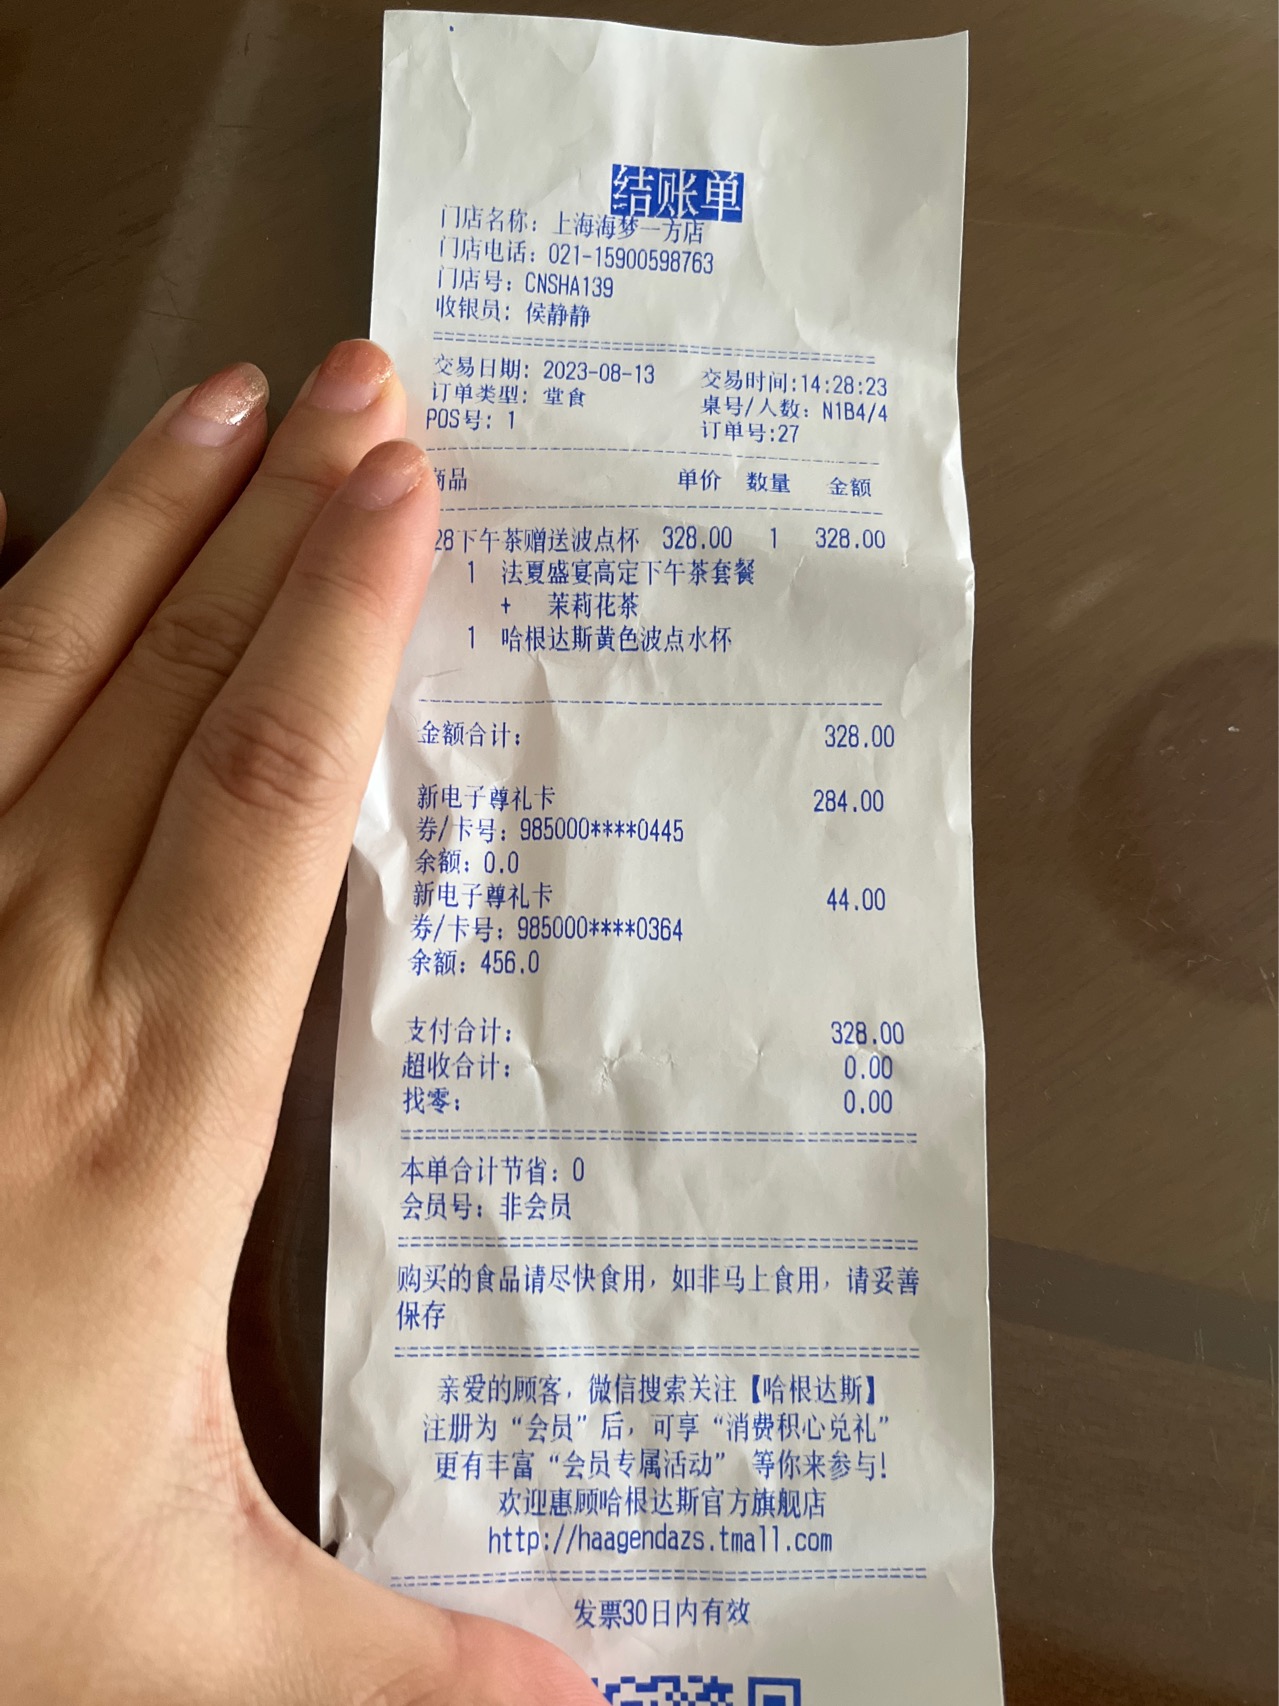 结账单
门店名称: 上海海梦一方店
门店电话: 021-15900598763
门店号: CNSHA139
收银员: 侯静静
交易日期: 2023-08-13 交易时间:14:28:23
订单类型: 堂食 桌号/人数: N1B4/4
POS号: 1 订单号:27
商品 单价 数量 金额
28下午茶赠送波点杯 328.00 1 328.00
1 法夏盛宴高定下午茶套餐
+ 茉莉花茶
1 哈根达斯黄色波点水杯
金额合计: 328.00
新电子尊礼卡 284.00
券/卡号: 985000****0445
余额: 0.0
新电子尊礼卡 44.00
券/卡号: 985000****0364
余额: 456.0
支付合计: 328.00
超收合计: 0.00
找零: 0.00
本单合计节省: 0
会员号: 非会员
购买的食品请尽快食用, 如非马上食用, 请妥善
保存
亲爱的顾客, 微信搜索关注【哈根达斯】
注册为“会员”后, 可享“消费积心兑礼”
更有丰富“会员专属活动” 等你来参与!
欢迎惠顾哈根达斯官方旗舰店
http://haagendazs.tmall.com
发票30日内有效